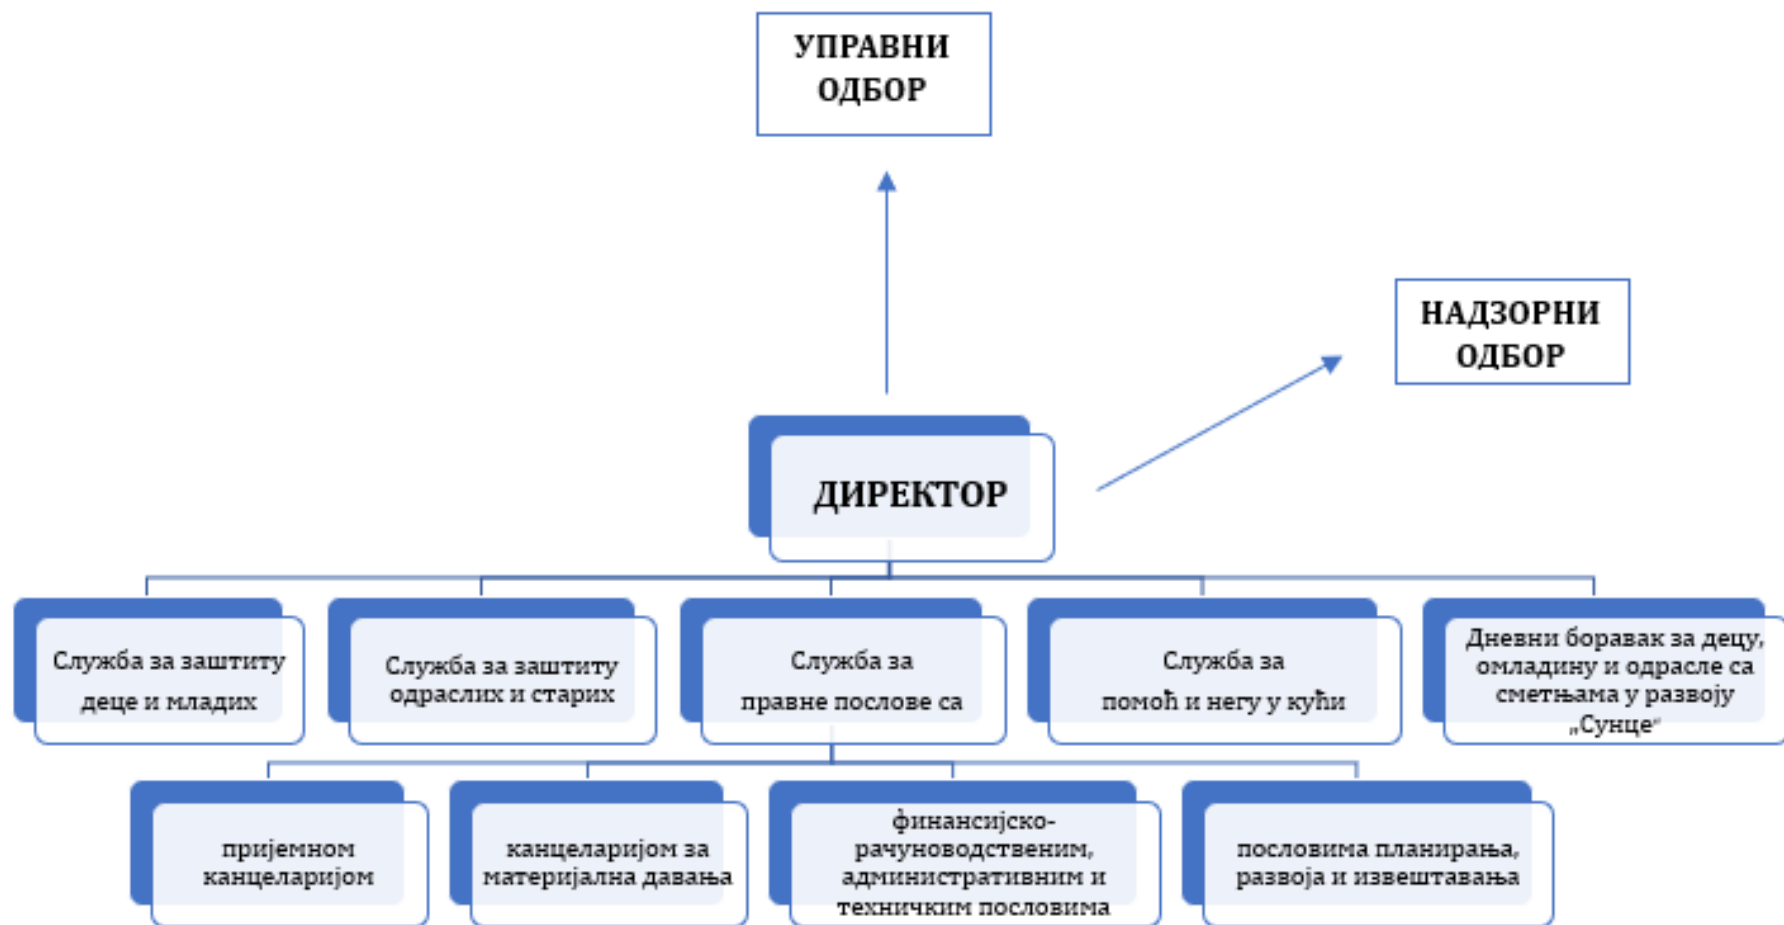 УПРАВНИ
ОДБОР
НАДЗОРНИ
ОДБОР
ДИРЕКТОР
Служба за заштиту
деце и младих
Служба за заштиту
одраслих и старих
Служба за
правне послове са
Служба за
помоћ и негу у кући
Дневни боравак за децу,
омладину и одрасле са
сметњама у развоју
„Сунце“
пријемном
канцеларијом
канцеларијом за
материјална давања
финансијско-
рачуноводственим,
административним и
техничким пословима
пословима планирања,
развоја и извештавања